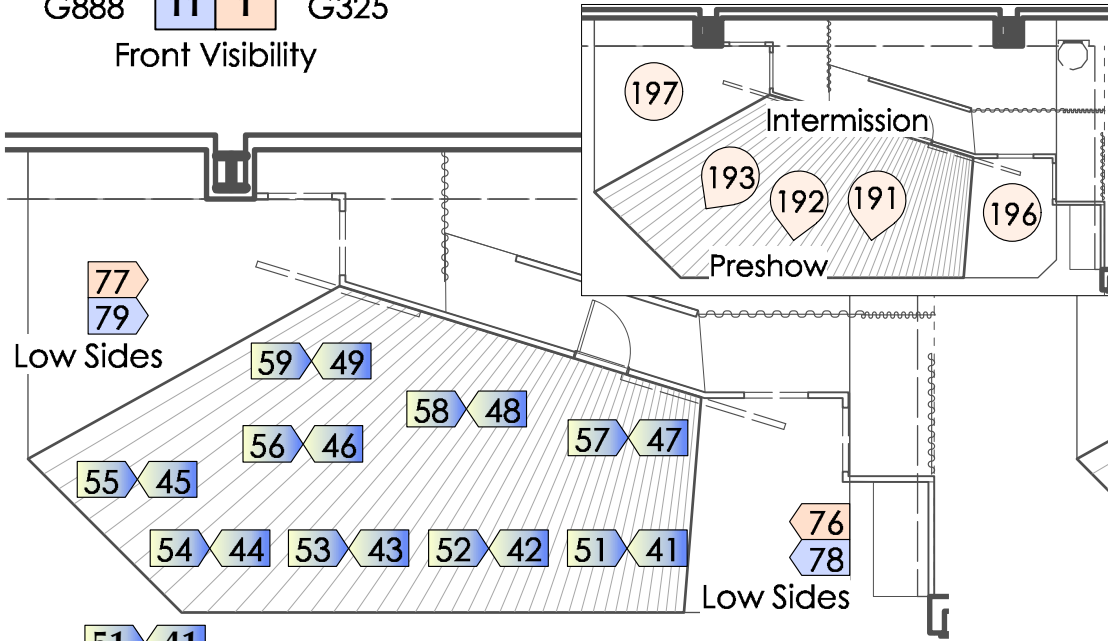 G888 11 1 G325
Front Visibility
197
Intermission
193
192
191
196
Preshow
77
79
Low Sides
59 49
58 48
57 47
56 46
55 45
54 44 53 43 52 42 51 41
76
78
Low Sides
51 41